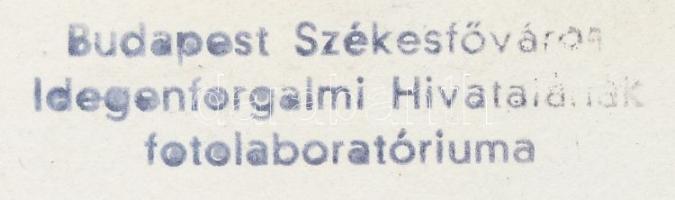 Budapest Székesfőváros
Idegenforgalmi Hivatalának
fotolaboratóriuma